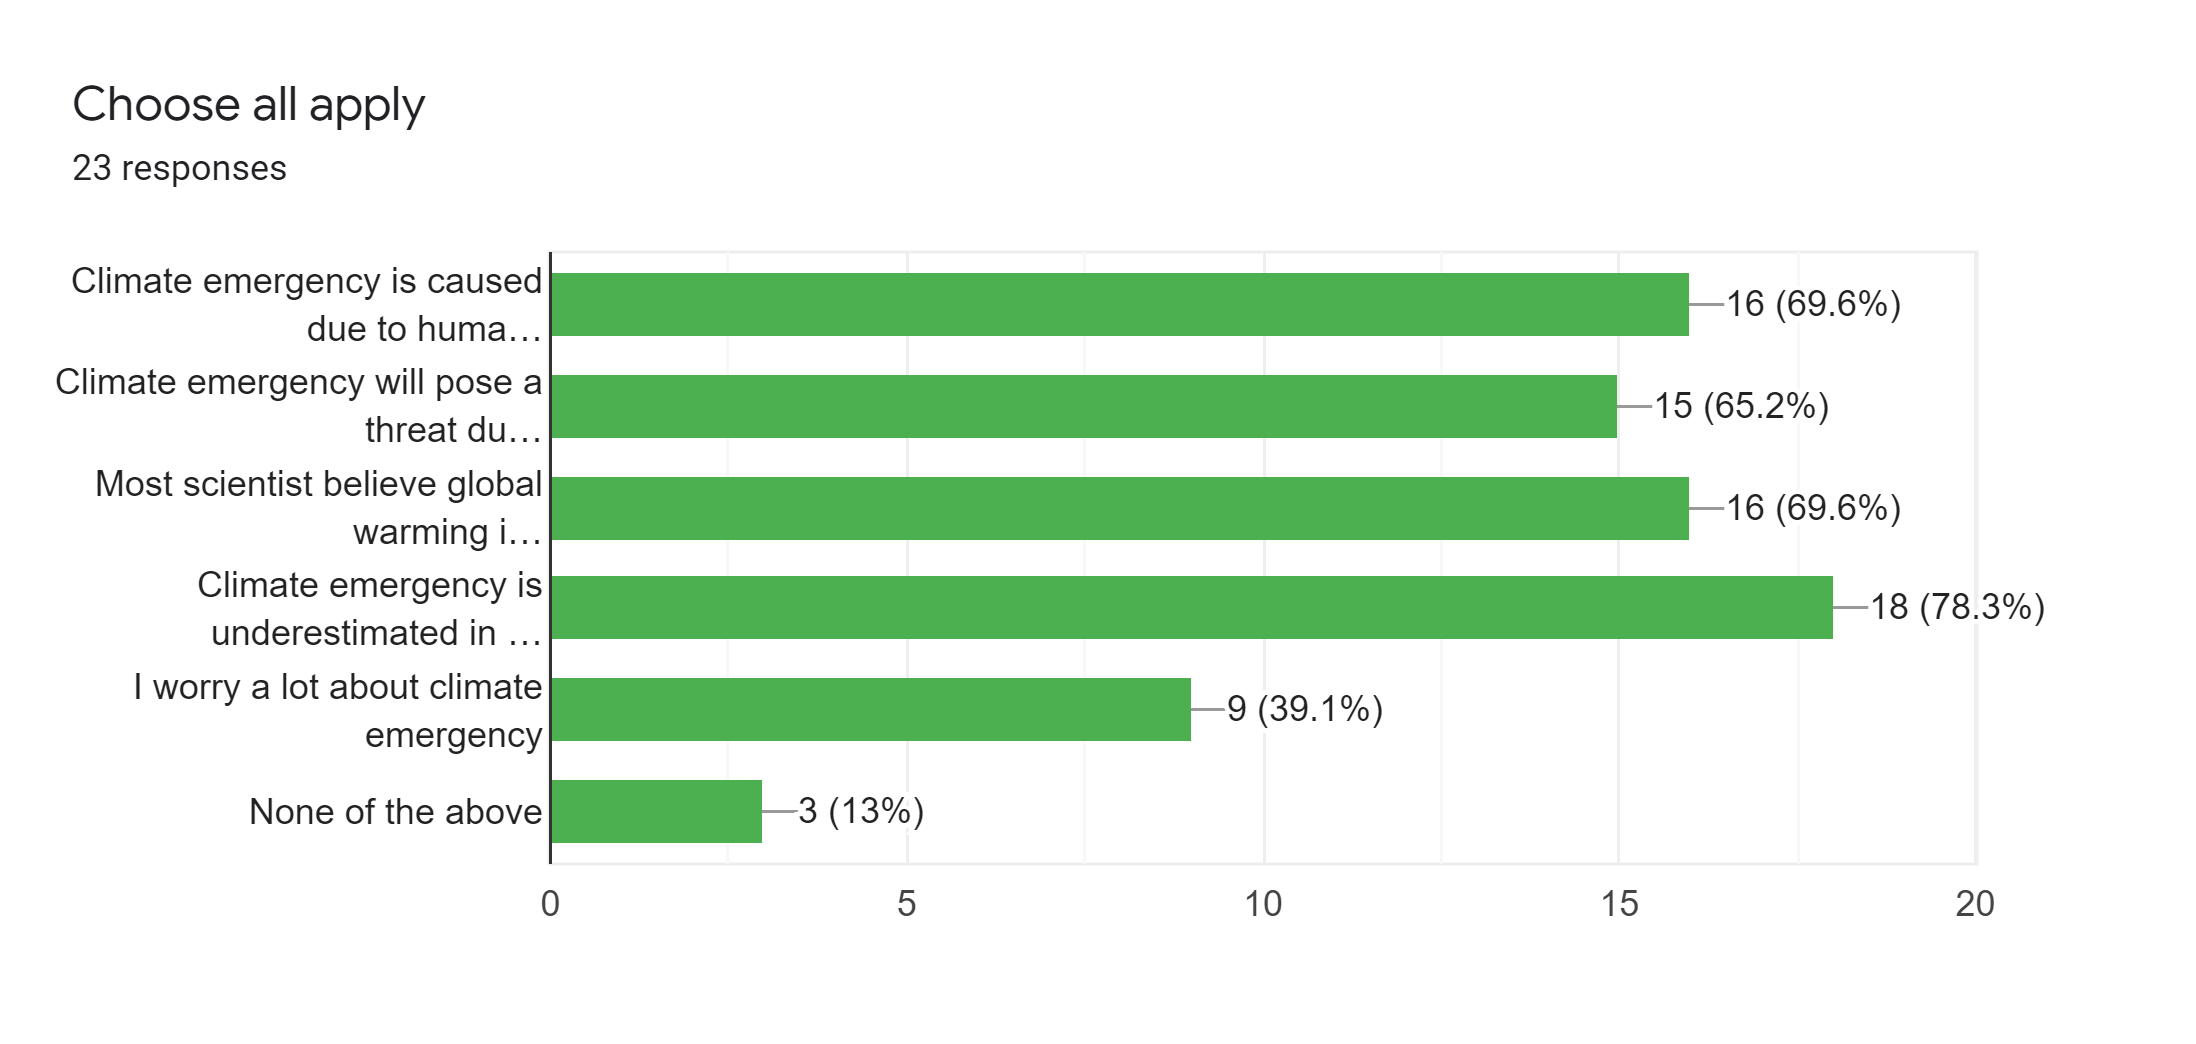 Choose all apply
23 responses
Climate emergency is caused
due to huma…
16 (69.6%)
Climate emergency will pose a
threat du…
15 (65.2%)
Most scientist believe global
warming i…
16 (69.6%)
Climate emergency is
underestimated in …
18 (78.3%)
I worry a lot about climate
emergency
9 (39.1%)
None of the above
3 (13%)
0 5 10 15 20